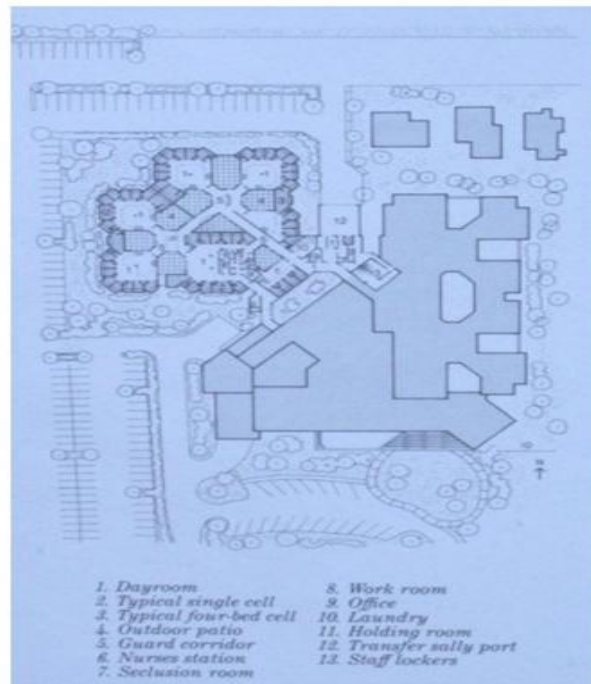 1. Dayroom
2. Typical single cell
3. Typical four-bed cell
4. Outdoor patio
5. Guard corridor
6. Nurses station
7. Seclusion room
8. Work room
9. Office
10. Laundry
11. Holding room
12. Transfer sally port
13. Staff lockers
12
N